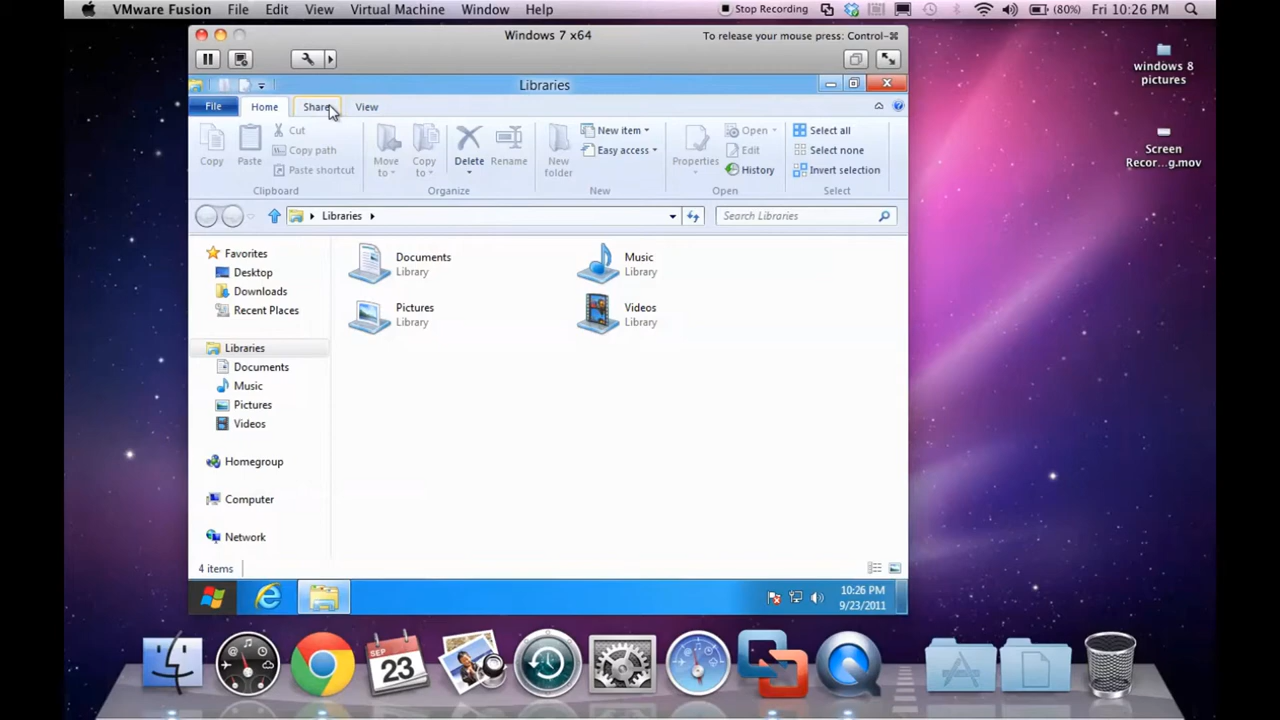 VMware Fusion File Edit View Virtual Machine Window Help Stop Recording (80%) Fri 10:26 PM
Windows 7 x64 To release your mouse press: Control-⌘
Libraries
File Home Share View
Copy Paste Cut Copy path Paste shortcut Clipboard
Move to Copy to Delete Rename Organize
New folder New item Easy access New
Properties Open Edit History Open
Select all Select none Invert selection Select
Libraries Search Libraries
Favorites
Desktop
Downloads
Recent Places
Libraries
Documents
Music
Pictures
Videos
Homegroup
Computer
Network
Documents
Library
Music
Library
Pictures
Library
Videos
Library
4 items
10:26 PM
9/23/2011
windows 8
pictures
Screen
Recor...g.mov
SEP
23